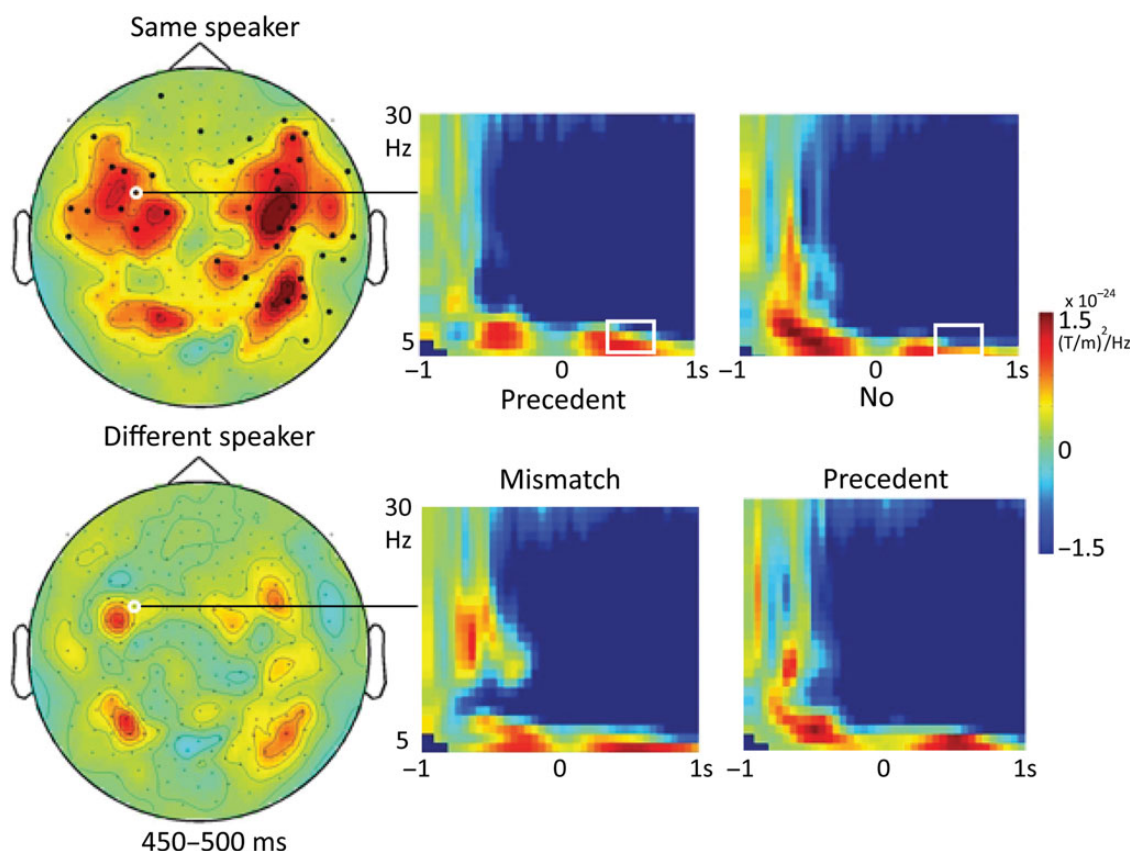 Same speaker
30
Hz
5
−1
0
1s
Precedent
−1
0
1s
No
x 10⁻²⁴
1.5
(T/m)²/Hz
0
−1.5
Different speaker
Mismatch
Precedent
30
Hz
5
−1
0
1s
−1
0
1s
450–500 ms